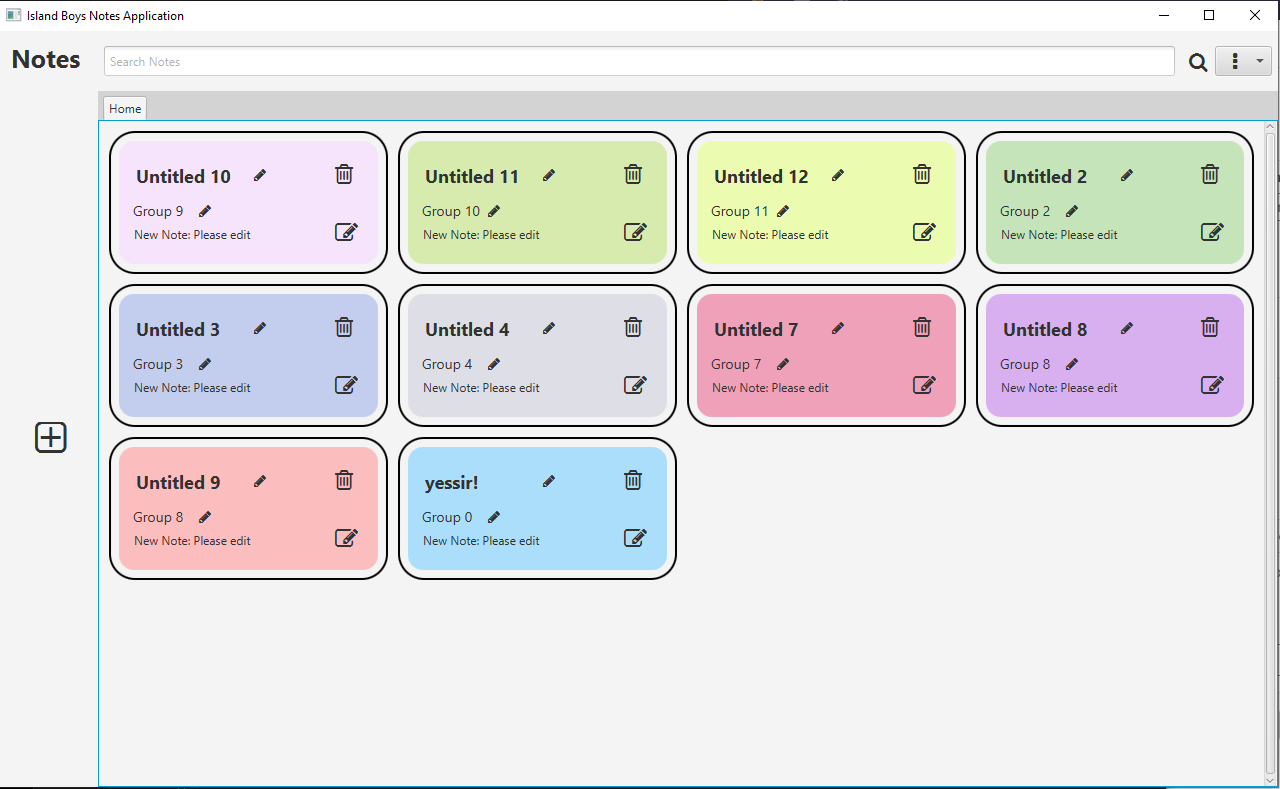 Island Boys Notes Application
Notes
Search Notes
Home
Untitled 10
Group 9
New Note: Please edit
Untitled 11
Group 10
New Note: Please edit
Untitled 12
Group 11
New Note: Please edit
Untitled 2
Group 2
New Note: Please edit
Untitled 3
Group 3
New Note: Please edit
Untitled 4
Group 4
New Note: Please edit
Untitled 7
Group 7
New Note: Please edit
Untitled 8
Group 8
New Note: Please edit
Untitled 9
Group 8
New Note: Please edit
yessir!
Group 0
New Note: Please edit